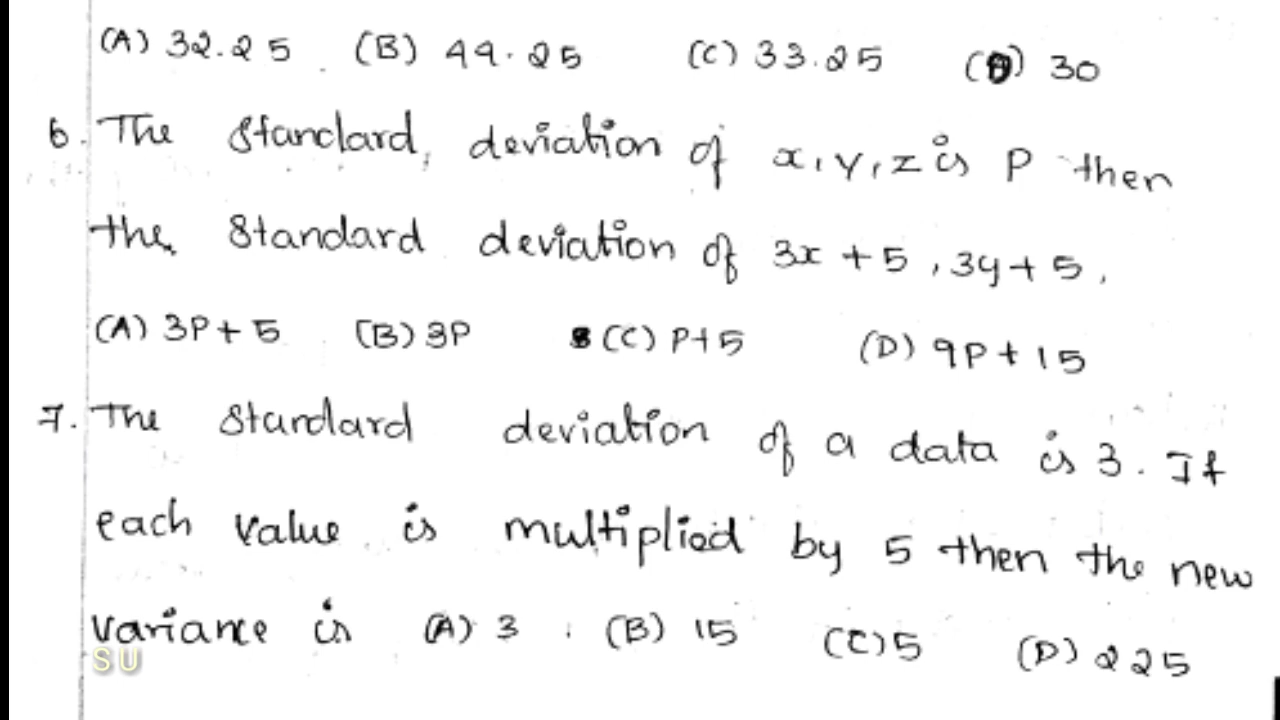 (A) 32.25 (B) 44.25 (C) 33.25 (D) 30
6. The standard deviation of x, y, z is P then
the standard deviation of 3x + 5, 3y + 5,
(A) 3P + 5 (B) 3P (C) P+5 (D) 9P + 15
7. The standard deviation of a data is 3. If
each value is multiplied by 5 then the new
variance is (A) 3 (B) 15 (C) 5 (D) 225
SU